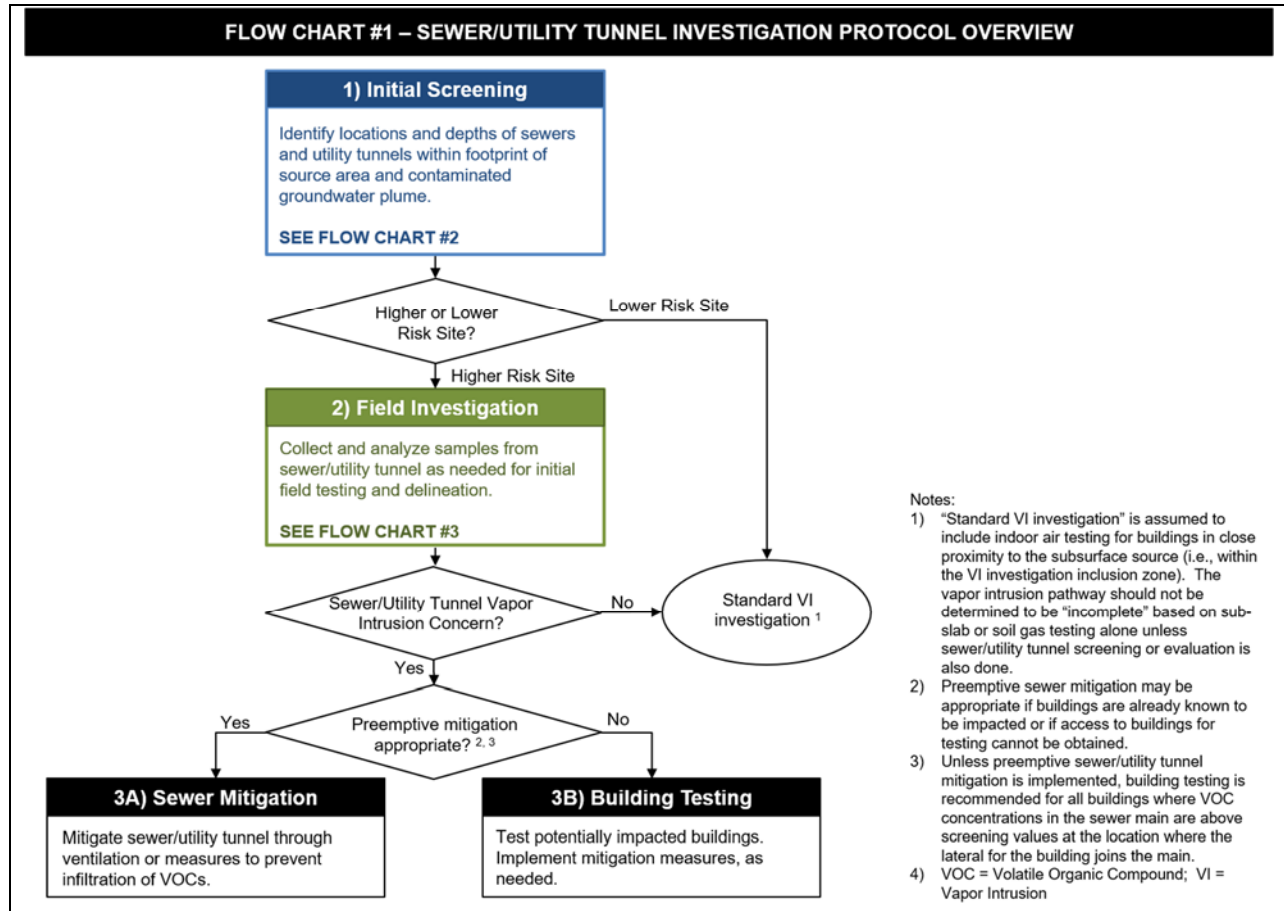 FLOW CHART #1 – SEWER/UTILITY TUNNEL INVESTIGATION PROTOCOL OVERVIEW
1) Initial Screening
Identify locations and depths of sewers
and utility tunnels within footprint of
source area and contaminated
groundwater plume.
SEE FLOW CHART #2
Higher or Lower
Risk Site?
Lower Risk Site
Higher Risk Site
2) Field Investigation
Collect and analyze samples from
sewer/utility tunnel as needed for initial
field testing and delineation.
SEE FLOW CHART #3
Sewer/Utility Tunnel Vapor
Intrusion Concern?
No
Standard VI
investigation 1
Yes
Preemptive mitigation
appropriate? 2, 3
Yes
No
3A) Sewer Mitigation
Mitigate sewer/utility tunnel through
ventilation or measures to prevent
infiltration of VOCs.
3B) Building Testing
Test potentially impacted buildings.
Implement mitigation measures, as
needed.
Notes:
1) “Standard VI investigation” is assumed to
include indoor air testing for buildings in close
proximity to the subsurface source (i.e., within
the VI investigation inclusion zone). The
vapor intrusion pathway should not be
determined to be “incomplete” based on sub-
slab or soil gas testing alone unless
sewer/utility tunnel screening or evaluation is
also done.
2) Preemptive sewer mitigation may be
appropriate if buildings are already known to
be impacted or if access to buildings for
testing cannot be obtained.
3) Unless preemptive sewer/utility tunnel
mitigation is implemented, building testing is
recommended for all buildings where VOC
concentrations in the sewer main are above
screening values at the location where the
lateral for the building joins the main.
4) VOC = Volatile Organic Compound; VI =
Vapor Intrusion